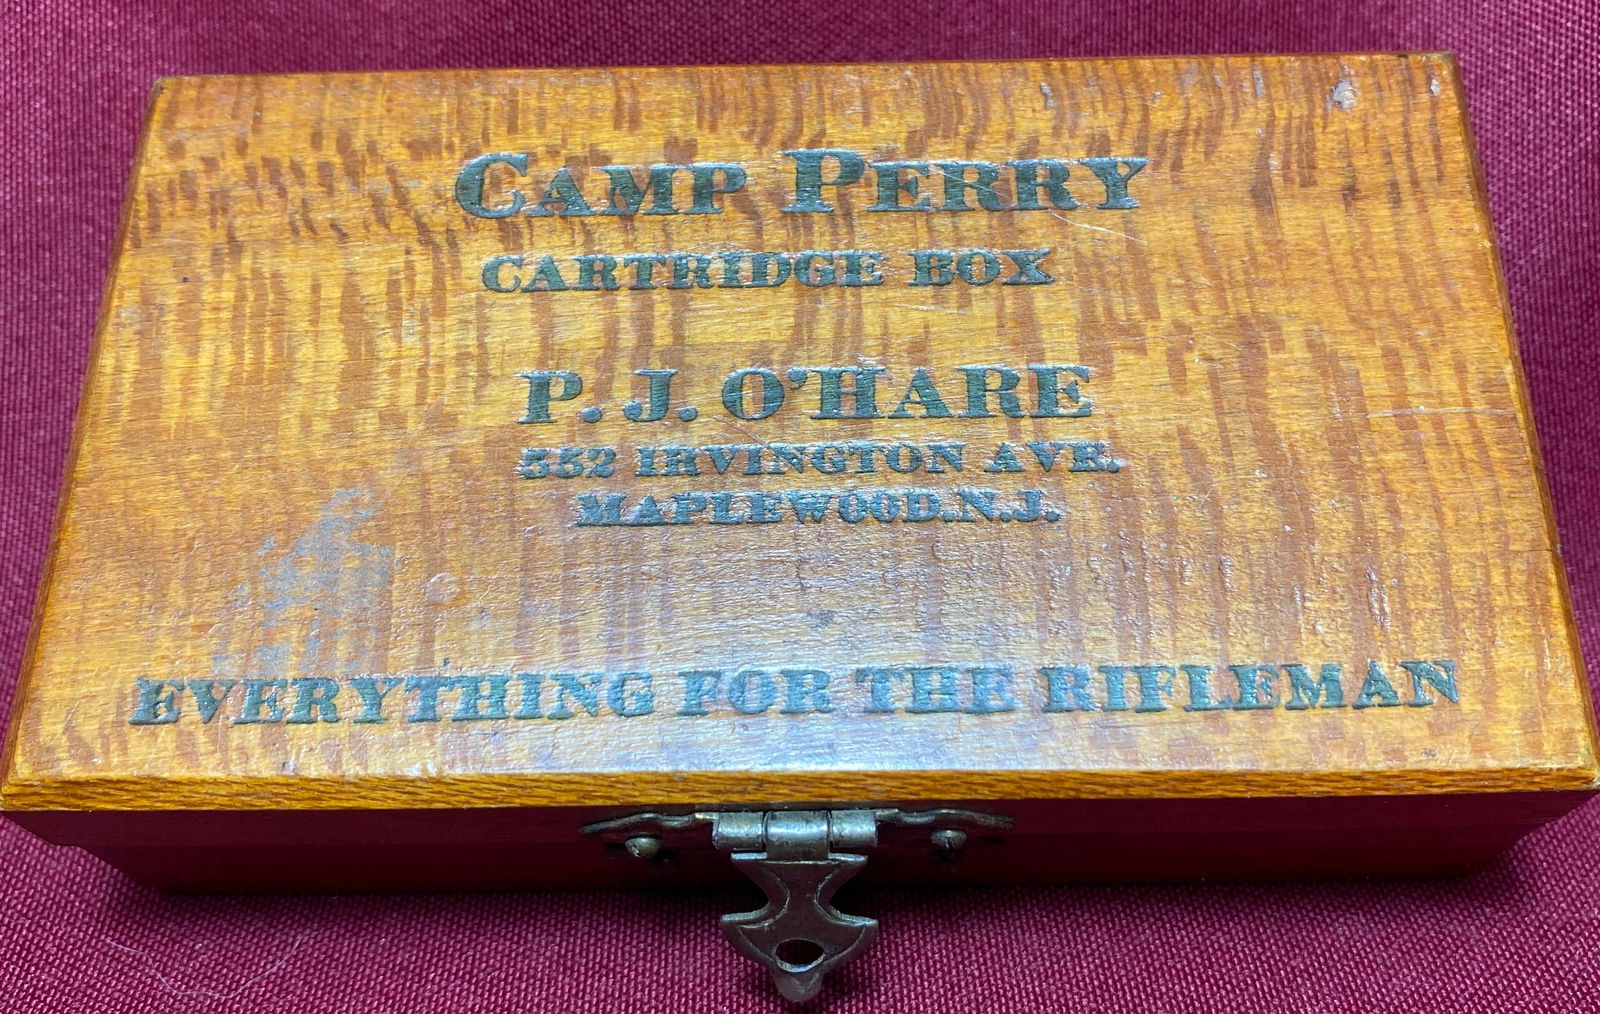 CAMP PERRY
CARTRIDGE BOX
P. J. O'HARE
552 IRVINGTON AVE.
MAPLEWOOD, N.J.
EVERYTHING FOR THE RIFLEMAN